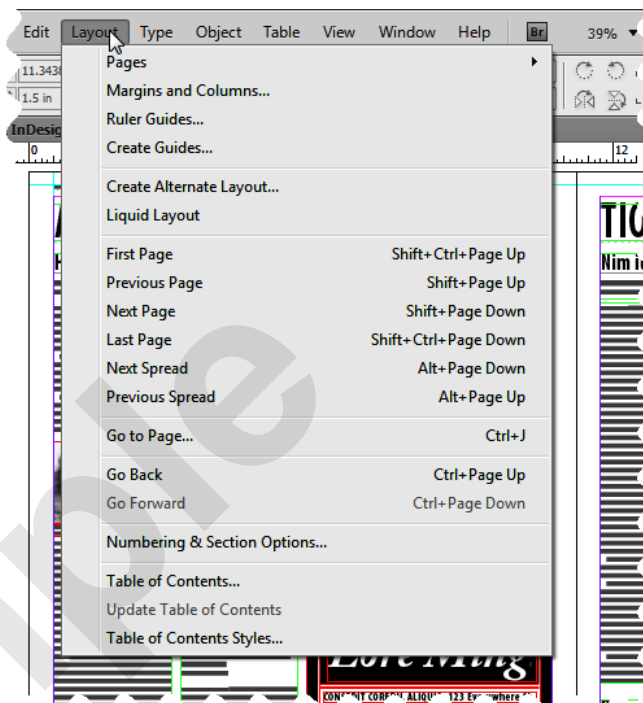 Edit Layout Type Object Table View Window Help Br 39%
11.3438
1.5 in
InDesig
0 12
Pages
Margins and Columns...
Ruler Guides...
Create Guides...
Create Alternate Layout...
Liquid Layout
First Page Shift+Ctrl+Page Up
Previous Page Shift+Page Up
Next Page Shift+Page Down
Last Page Shift+Ctrl+Page Down
Next Spread Alt+Page Down
Previous Spread Alt+Page Up
Go to Page... Ctrl+J
Go Back Ctrl+Page Up
Go Forward Ctrl+Page Down
Numbering & Section Options...
Table of Contents...
Update Table of Contents
Table of Contents Styles...
Nim
Lore Ming
123